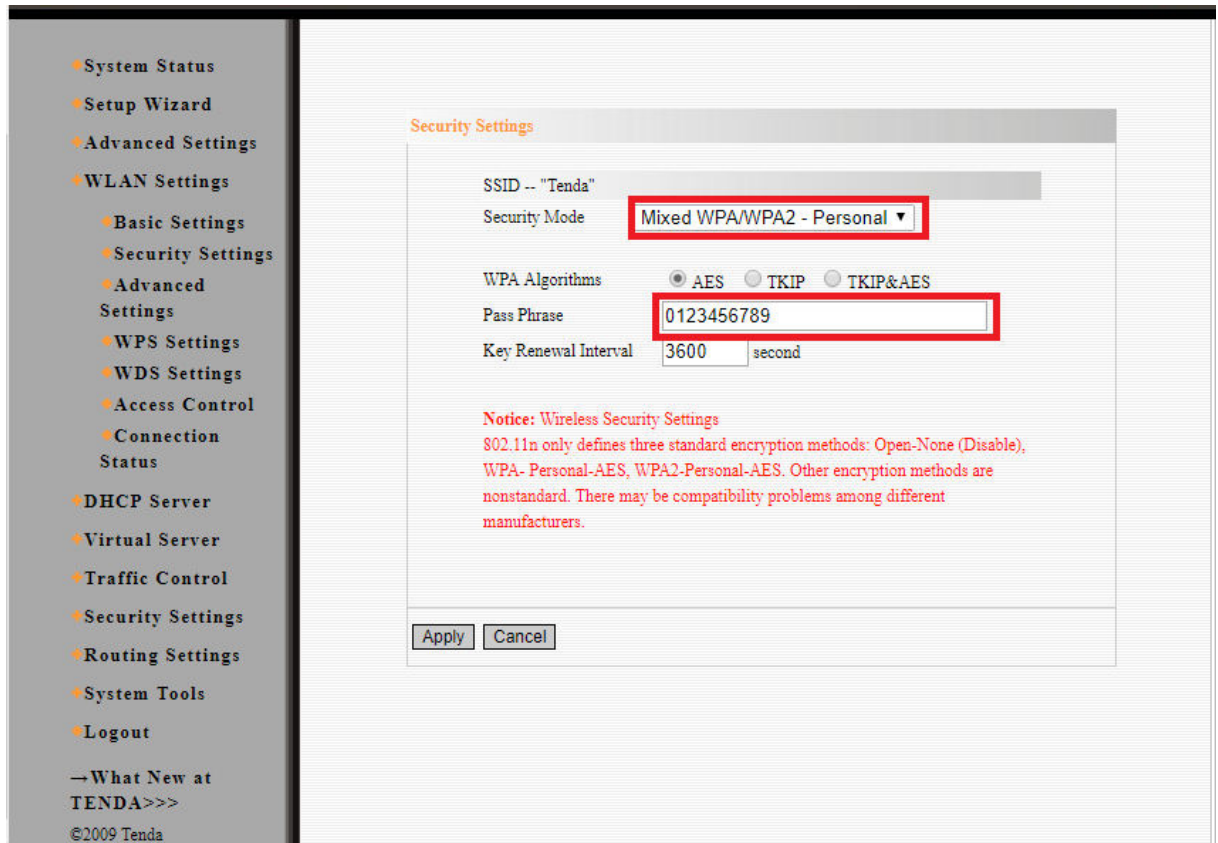 System Status
Setup Wizard
Advanced Settings
WLAN Settings
Basic Settings
Security Settings
Advanced
Settings
WPS Settings
WDS Settings
Access Control
Connection
Status
DHCP Server
Virtual Server
Traffic Control
Security Settings
Routing Settings
System Tools
Logout
→What New at
TENDA>>>
©2009 Tenda
Security Settings
SSID -- "Tenda"
Security Mode Mixed WPA/WPA2 - Personal ▼
WPA Algorithms AES TKIP TKIP&AES
Pass Phrase 0123456789
Key Renewal Interval 3600 second
Notice: Wireless Security Settings
802.11n only defines three standard encryption methods: Open-None (Disable),
WPA- Personal-AES, WPA2-Personal-AES. Other encryption methods are
nonstandard. There may be compatibility problems among different
manufacturers.
Apply Cancel